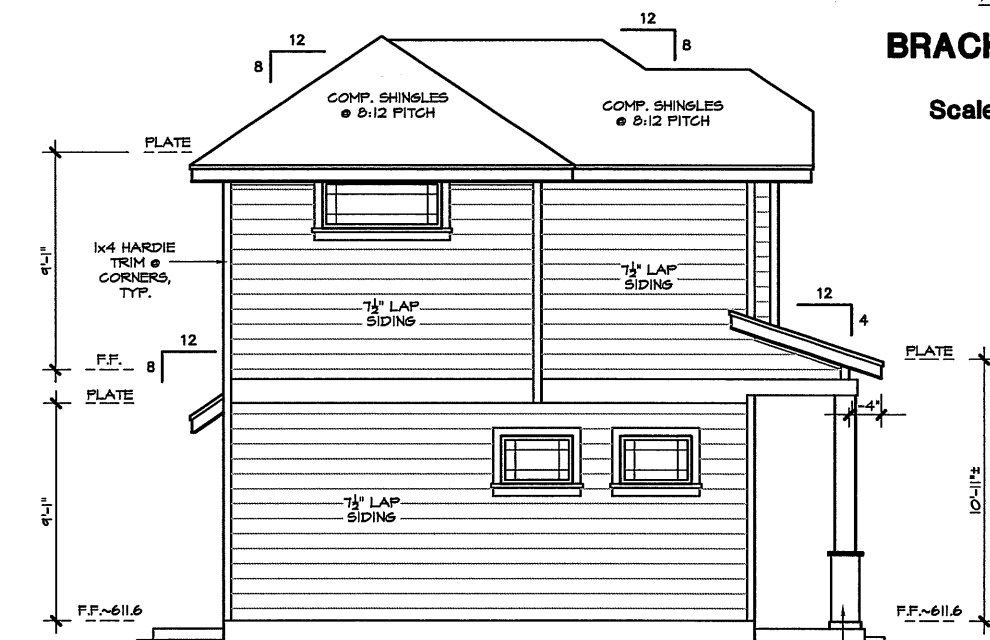 12
8
12
8
BRACK
Scale
COMP. SHINGLES
@ 8:12 PITCH
COMP. SHINGLES
@ 8:12 PITCH
PLATE
9'-1"
1x4 HARDIE
TRIM @
CORNERS,
TYP.
7½" LAP
SIDING
7½" LAP
SIDING
12
4
12
8
F.F.
PLATE
PLATE
4"
9'-1"
7½" LAP
SIDING
10'-11"±
F.F.~611.6
F.F.~611.6